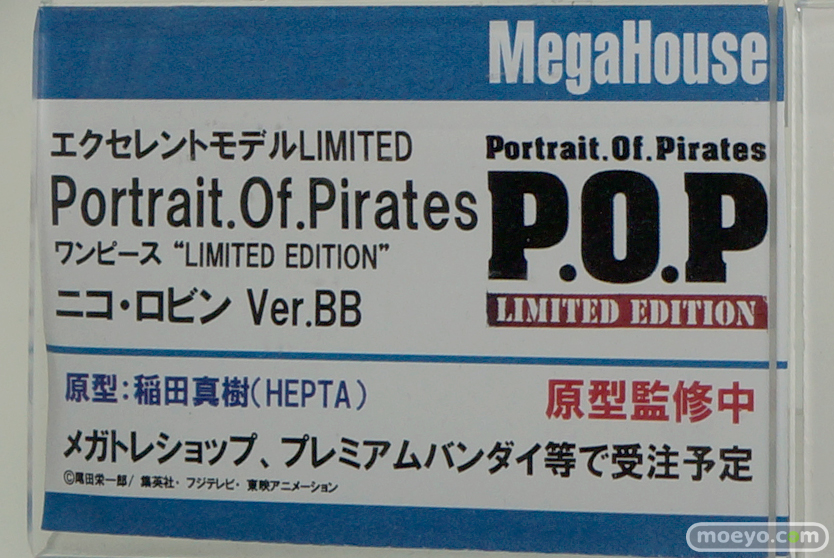 MegaHouse
エクセレントモデルLIMITED
Portrait.Of.Pirates
ワンピース “LIMITED EDITION”
ニコ・ロビン Ver.BB
Portrait.Of.Pirates
P.O.P
LIMITED EDITION
原型：稲田真樹（HEPTA）
原型監修中
メガトレショップ、プレミアムバンダイ等で受注予定
©尾田栄一郎/ 集英社・フジテレビ・東映アニメーション
moeyo.com